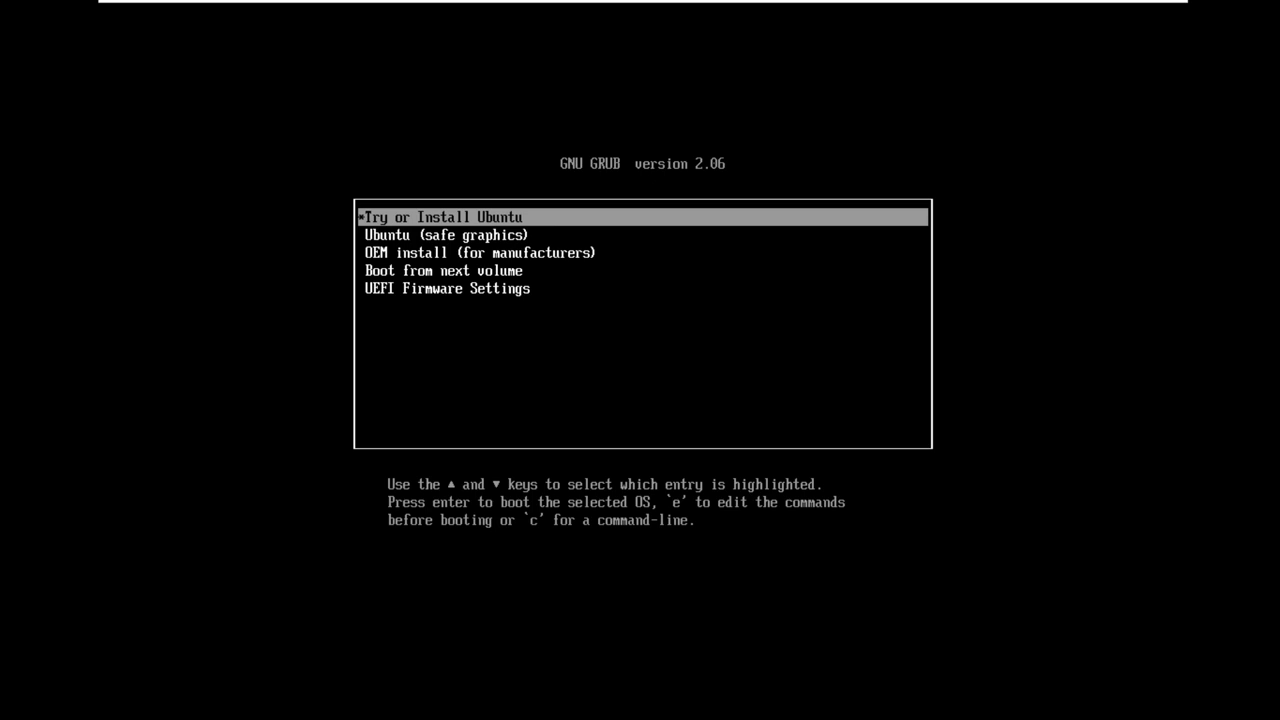 GNU GRUB  version 2.06
*Try or Install Ubuntu
Ubuntu (safe graphics)
OEM install (for manufacturers)
Boot from next volume
UEFI Firmware Settings
Use the ▲ and ▼ keys to select which entry is highlighted.
Press enter to boot the selected OS, `e' to edit the commands
before booting or `c' for a command-line.